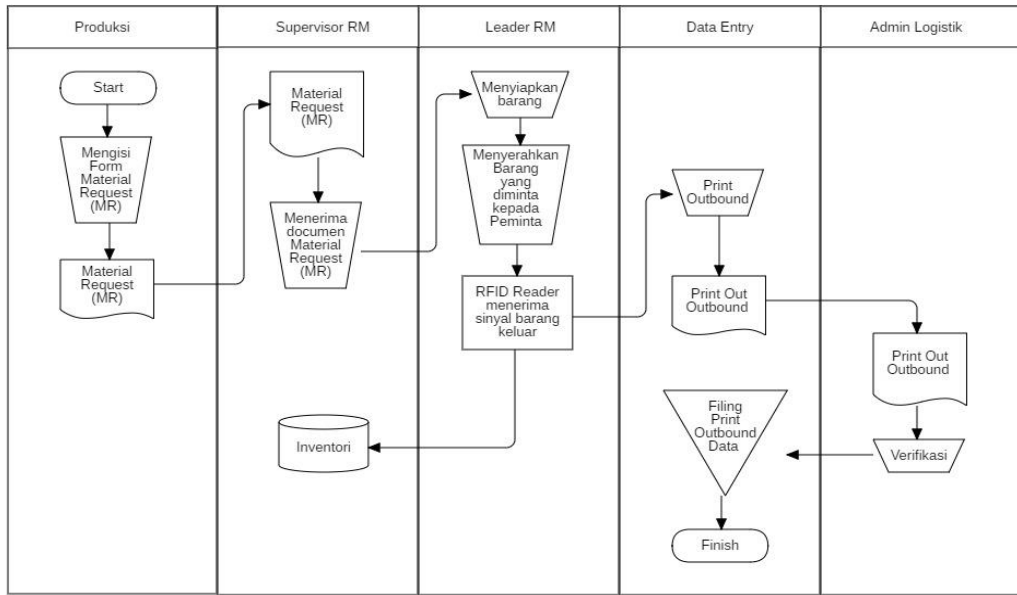 Produksi
Supervisor RM
Leader RM
Data Entry
Admin Logistik
Start
Mengisi
Form
Material
Request
(MR)
Material
Request
(MR)
Material
Request
(MR)
Menerima
documen
Material
Request
(MR)
Inventori
Menyiapkan
barang
Menyerahkan
Barang
yang
diminta
kepada
Peminta
RFID Reader
menerima
sinyal barang
keluar
Print
Outbound
Print Out
Outbound
Filing
Print
Outbound
Data
Finish
Print Out
Outbound
Verifikasi